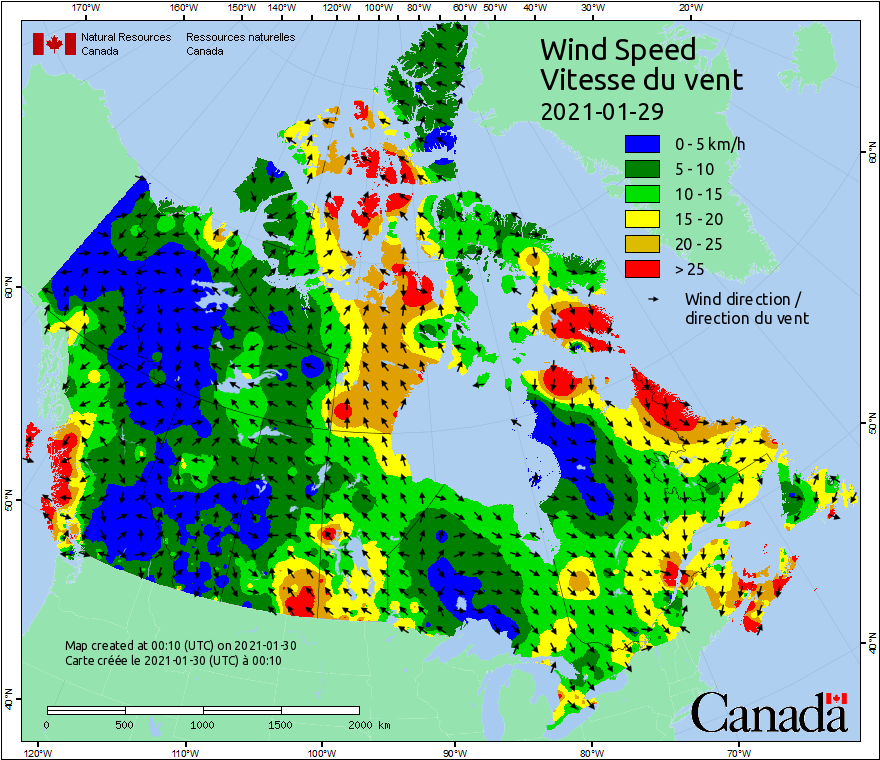 170°W 160°W 150°W 140°W 130°W 120°W 110°W 100°W 90°W 80°W 70°W 60°W 50°W 40°W 30°W 20°W
Natural Resources Canada
Ressources naturelles Canada
Wind Speed
Vitesse du vent
2021-01-29
0 - 5 km/h
5 - 10
10 - 15
15 - 20
20 - 25
> 25
Wind direction /
direction du vent
60°N
60°N
50°N
50°N
40°N
40°N
Map created at 00:10 (UTC) on 2021-01-30
Carte créée le 2021-01-30 (UTC) à 00:10
0 500 1000 1500 2000 km
Canada
120°W 110°W 100°W 90°W 80°W 70°W